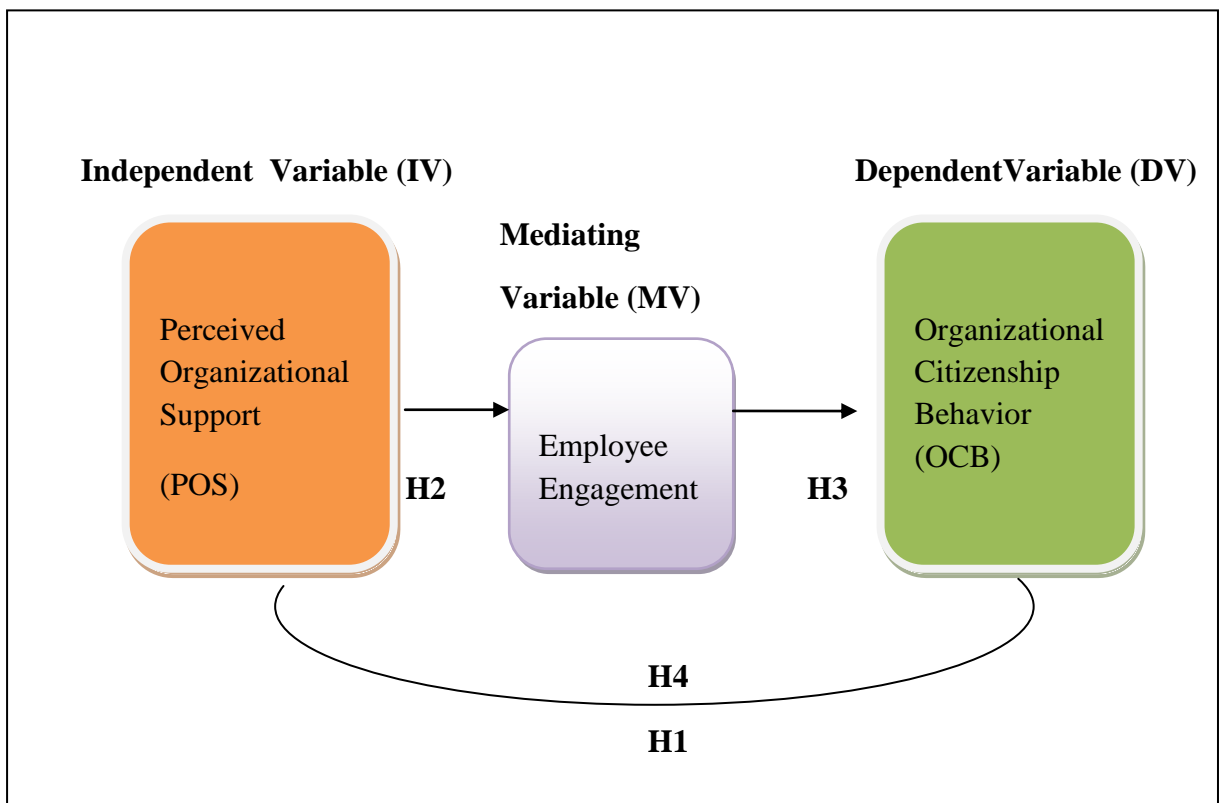 Independent Variable (IV)
DependentVariable (DV)
Mediating
Variable (MV)
Perceived
Organizational
Support
(POS)
H2
Employee
Engagement
H3
Organizational
Citizenship
Behavior
(OCB)
H4
H1